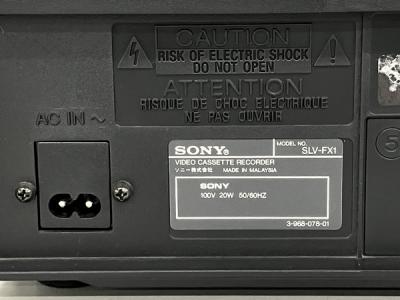 CAUTION
RISK OF ELECTRIC SHOCK
DO NOT OPEN
ATTENTION
RISQUE DE CHOC ELECTRIQUE
NE PAS OUVRIR
AC IN ~
SONY® MODEL NO. SLV-FX1
VIDEO CASSETTE RECORDER
ソニー株式会社 MADE IN MALAYSIA
SONY
100V 20W 50/60HZ
3-968-078-01
5